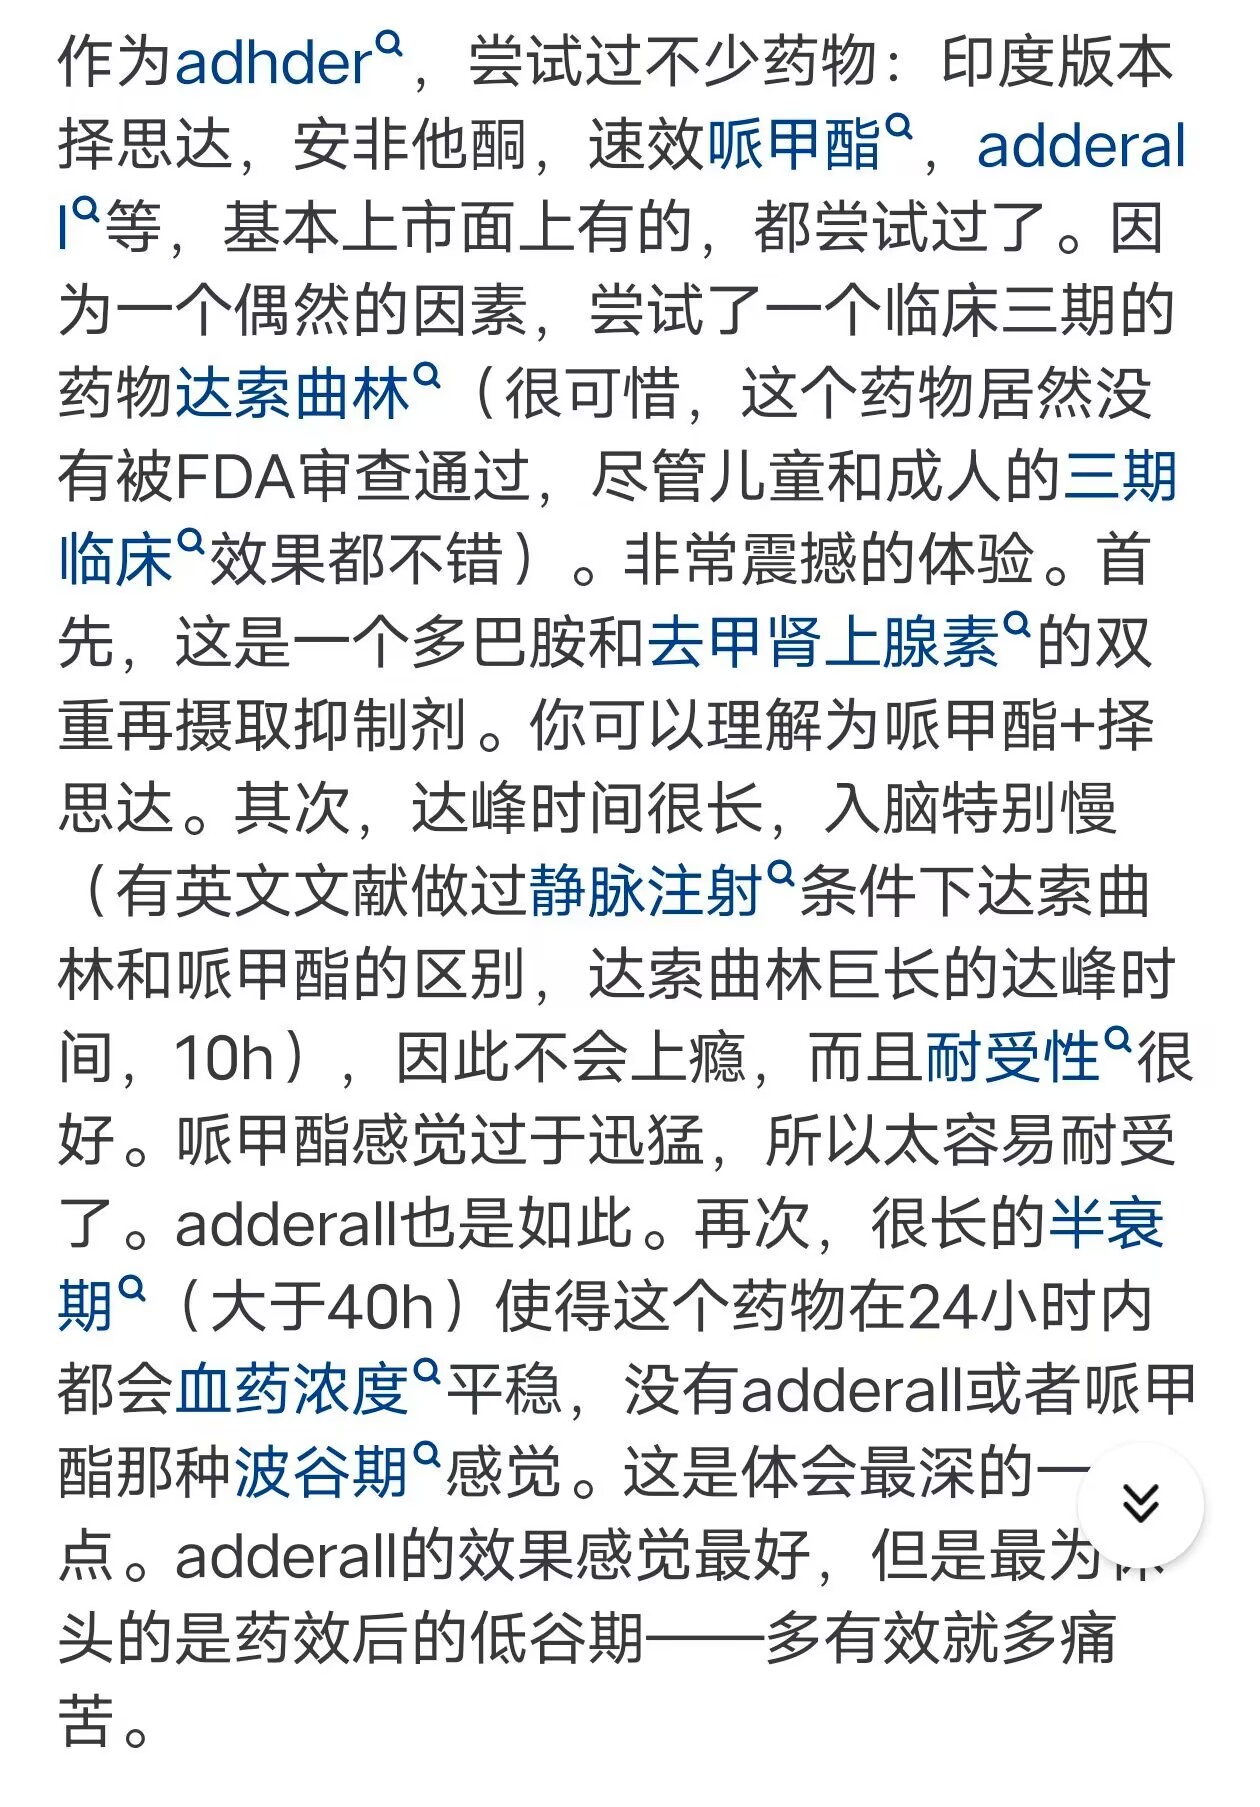 作为adhder，尝试过不少药物：印度版本
择思达，安非他酮，速效哌甲酯，adderal
l等，基本上市面上有的，都尝试过了。因
为一个偶然的因素，尝试了一个临床三期的
药物达索曲林（很可惜，这个药物居然没
有被FDA审查通过，尽管儿童和成人的三期
临床效果都不错）。非常震撼的体验。首
先，这是一个多巴胺和去甲肾上腺素的双
重再摄取抑制剂。你可以理解为哌甲酯+择
思达。其次，达峰时间很长，入脑特别慢
（有英文文献做过静脉注射条件下达索曲
林和哌甲酯的区别，达索曲林巨长的达峰时
间，10h），因此不会上瘾，而且耐受性很
好。哌甲酯感觉过于迅猛，所以太容易耐受
了。adderall也是如此。再次，很长的半衰
期（大于40h）使得这个药物在24小时内
都会血药浓度平稳，没有adderall或者哌甲
酯那种波谷期感觉。这是体会最深的一
点。adderall的效果感觉最好，但是最为
头的是药效后的低谷期——多有效就多痛
苦。